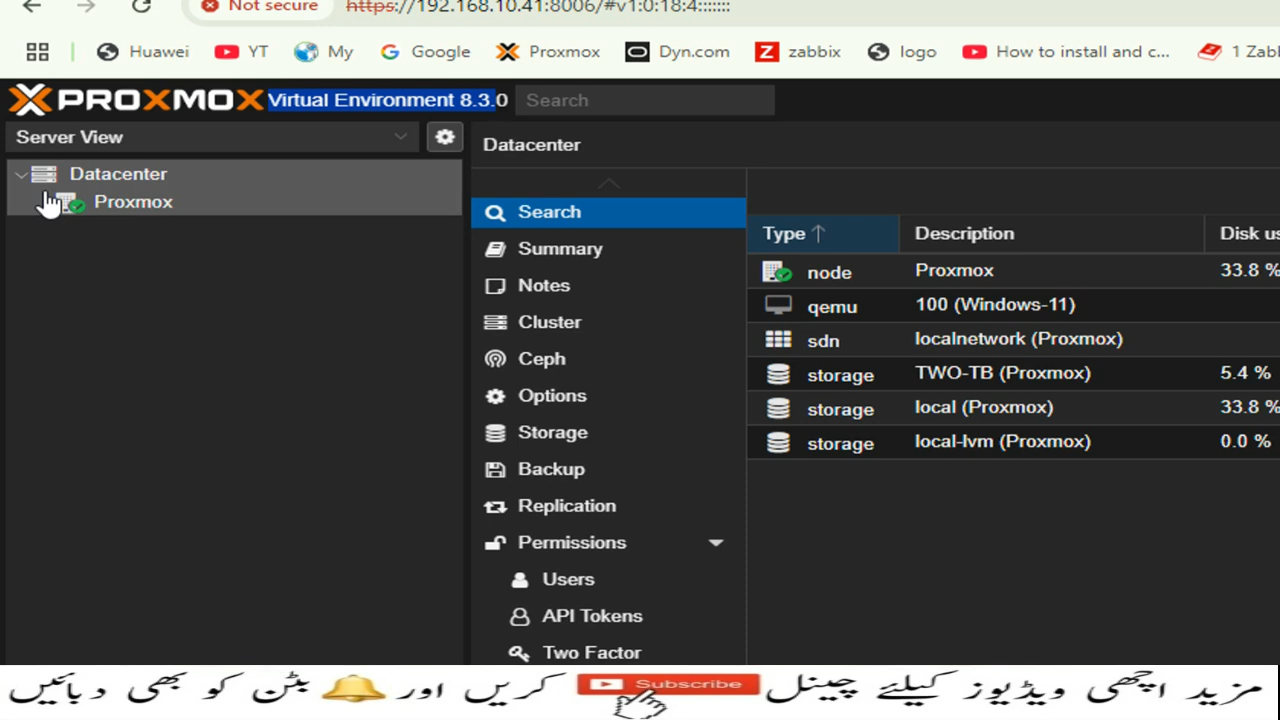 Not secure https://192.168.10.41:8006/#v1:0:18:4:::::::
Huawei YT My Google Proxmox Dyn.com zabbix logo How to install and c... 1 Zab
PROXMOX Virtual Environment 8.3.0 Search
Server View
Datacenter
Proxmox
Datacenter
Search
Summary
Notes
Cluster
Ceph
Options
Storage
Backup
Replication
Permissions
Users
API Tokens
Two Factor
Type Description Disk us
node Proxmox 33.8 %
qemu 100 (Windows-11)
sdn localnetwork (Proxmox)
storage TWO-TB (Proxmox) 5.4 %
storage local (Proxmox) 33.8 %
storage local-lvm (Proxmox) 0.0 %
مزید اچھی ویڈیوز کیلئے چینل Subscribe کریں اور بٹن کو بھی دبائیں